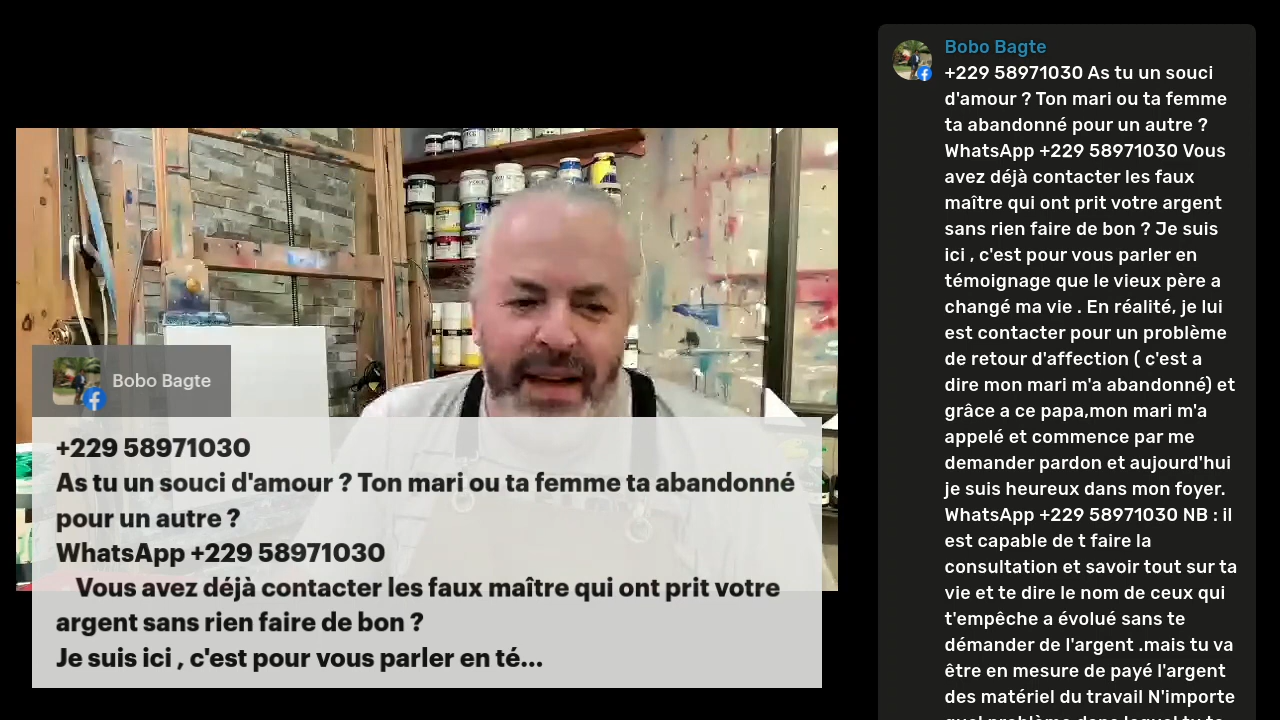 Bobo Bagte
+229 58971030
As tu un souci d'amour ? Ton mari ou ta femme ta abandonné
pour un autre ?
WhatsApp +229 58971030
Vous avez déjà contacter les faux maître qui ont prit votre
argent sans rien faire de bon ?
Je suis ici , c'est pour vous parler en té...
Bobo Bagte
+229 58971030 As tu un souci
d'amour ? Ton mari ou ta femme
ta abandonné pour un autre ?
WhatsApp +229 58971030 Vous
avez déjà contacter les faux
maître qui ont prit votre argent
sans rien faire de bon ? Je suis
ici , c'est pour vous parler en
témoignage que le vieux père a
changé ma vie . En réalité, je lui
est contacter pour un problème
de retour d'affection ( c'est a
dire mon mari m'a abandonné) et
grâce a ce papa,mon mari m'a
appelé et commence par me
demander pardon et aujourd'hui
je suis heureux dans mon foyer.
WhatsApp +229 58971030 NB : il
est capable de t faire la
consultation et savoir tout sur ta
vie et te dire le nom de ceux qui
t'empêche a évolué sans te
démander de l'argent .mais tu va
être en mesure de payé l'argent
des matériel du travail N'importe